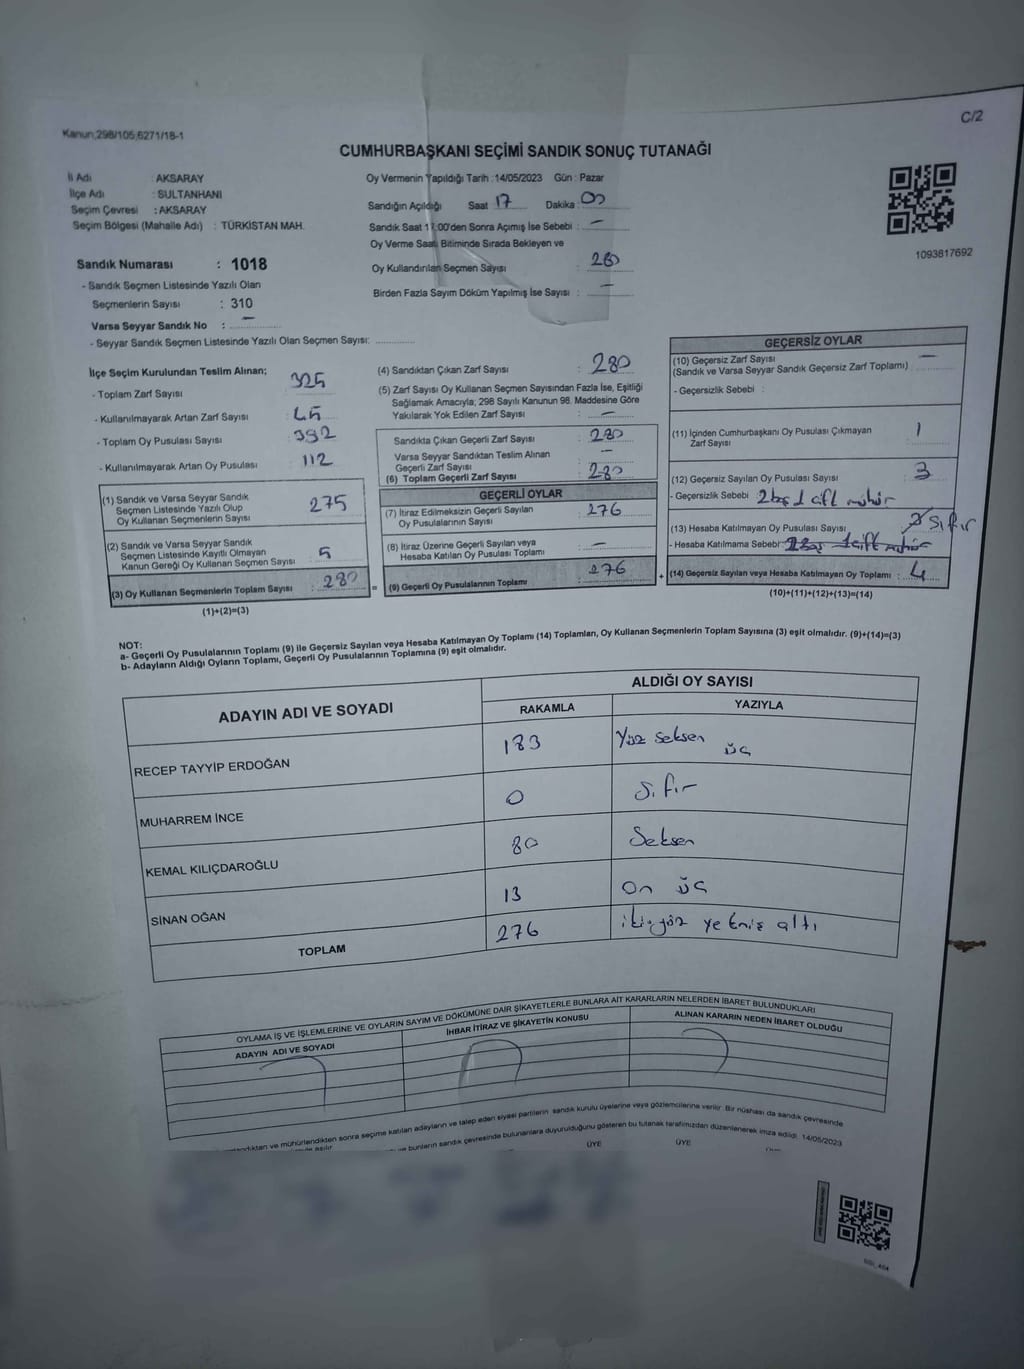 Kanun;298/105;6271/18-1
C/2
CUMHURBAŞKANI SEÇİMİ SANDIK SONUÇ TUTANAĞI
İl Adı : AKSARAY
İlçe Adı : SULTANHANI
Seçim Çevresi : AKSARAY
Seçim Bölgesi (Mahalle Adı) : TÜRKİSTAN MAH.
Sandık Numarası : 1018
- Sandık Seçmen Listesinde Yazılı Olan
Seçmenlerin Sayısı : 310
Varsa Seyyar Sandık No : —
- Seyyar Sandık Seçmen Listesinde Yazılı Olan Seçmen Sayısı:
Oy Vermenin Yapıldığı Tarih :14/05/2023 Gün : Pazar
Sandığın Açıldığı Saat 17 Dakika : 00
Sandık Saat 17:00'den Sonra Açımış İse Sebebi : —
Oy Verme Saati Bitiminde Sırada Bekleyen ve
Oy Kullandırılan Seçmen Sayısı : 280
Birden Fazla Sayım Döküm Yapılmış İse Sayısı : —
1093817692
İlçe Seçim Kurulundan Teslim Alınan;
- Toplam Zarf Sayısı : 325
- Kullanılmayarak Artan Zarf Sayısı : 45
- Toplam Oy Pusulası Sayısı : 392
- Kullanılmayarak Artan Oy Pusulası : 112
(1) Sandık ve Varsa Seyyar Sandık
Seçmen Listesinde Yazılı Olup
Oy Kullanan Seçmenlerin Sayısı : 275
(2) Sandık ve Varsa Seyyar Sandık
Seçmen Listesinde Kayıtlı Olmayan
Kanun Gereği Oy Kullanan Seçmen Sayısı : 5
(3) Oy Kullanan Seçmenlerin Toplam Sayısı : 280
(1)+(2)=(3)
(4) Sandıktan Çıkan Zarf Sayısı : 280
(5) Zarf Sayısı Oy Kullanan Seçmen Sayısından Fazla İse, Eşitliği
Sağlamak Amacıyla; 298 Sayılı Kanunun 98. Maddesine Göre
Yakılarak Yok Edilen Zarf Sayısı : —
Sandıkta Çıkan Geçerli Zarf Sayısı : 280
Varsa Seyyar Sandıktan Teslim Alınan
Geçerli Zarf Sayısı : —
(6) Toplam Geçerli Zarf Sayısı : 280
GEÇERLİ OYLAR
(7) İtiraz Edilmeksizin Geçerli Sayılan
Oy Pusulalarının Sayısı : 276
(8) İtiraz Üzerine Geçerli Sayılan veya
Hesaba Katılan Oy Pusulası Toplamı : —
= (9) Geçerli Oy Pusulalarının Toplamı : 276
GEÇERSİZ OYLAR
(10) Geçersiz Zarf Sayısı —
(Sandık ve Varsa Seyyar Sandık Geçersiz Zarf Toplamı) :
- Geçersizlik Sebebi :
(11) İçinden Cumhurbaşkanı Oy Pusulası Çıkmayan
Zarf Sayısı : 1
(12) Geçersiz Sayılan Oy Pusulası Sayısı : 3
- Geçersizlik Sebebi 2 boş 1 çift mühür
(13) Hesaba Katılmayan Oy Pusulası Sayısı 3 Sıfır
- Hesaba Katılmama Sebebi 2 Boş 1 çift mühür
+ (14) Geçersiz Sayılan veya Hesaba Katılmayan Oy Toplamı : 4
(10)+(11)+(12)+(13)=(14)
NOT:
a- Geçerli Oy Pusulalarının Toplamı (9) ile Geçersiz Sayılan veya Hesaba Katılmayan Oy Toplamı (14) Toplamları, Oy Kullanan Seçmenlerin Toplam Sayısına (3) eşit olmalıdır. (9)+(14)=(3)
b- Adayların Aldığı Oyların Toplamı, Geçerli Oy Pusulalarının Toplamına (9) eşit olmalıdır.
ADAYIN ADI VE SOYADI
ALDIĞI OY SAYISI
RAKAMLA YAZIYLA
RECEP TAYYİP ERDOĞAN 183 Yüz seksen üç
MUHARREM İNCE 0 Sıfır
KEMAL KILIÇDAROĞLU 80 Seksen
SİNAN OĞAN 13 On üç
TOPLAM 276 ikiyüz yetmiş altı
OYLAMA İŞ VE İŞLEMLERİNE VE OYLARIN SAYIM VE DÖKÜMÜNE DAİR ŞİKAYETLERLE BUNLARA AİT KARARLARIN NELERDEN İBARET BULUNDUKLARI
ADAYIN ADI VE SOYADI İHBAR İTİRAZ VE ŞİKAYETİN KONUSU ALINAN KARARIN NEDEN İBARET OLDUĞU
ve mühürlendikten sonra seçime katılan adayların ve talep eden siyasi partilerin sandık kurulu üyelerine veya gözlemcilerine verilir. Bir nüshası da sandık çevresinde
ve bunların sandık çevresinde bulunanlara duyurulduğunu gösteren bu tutanak tarafımızdan düzenlenerek imza edildi. 14/05/2023
ÜYE ÜYE